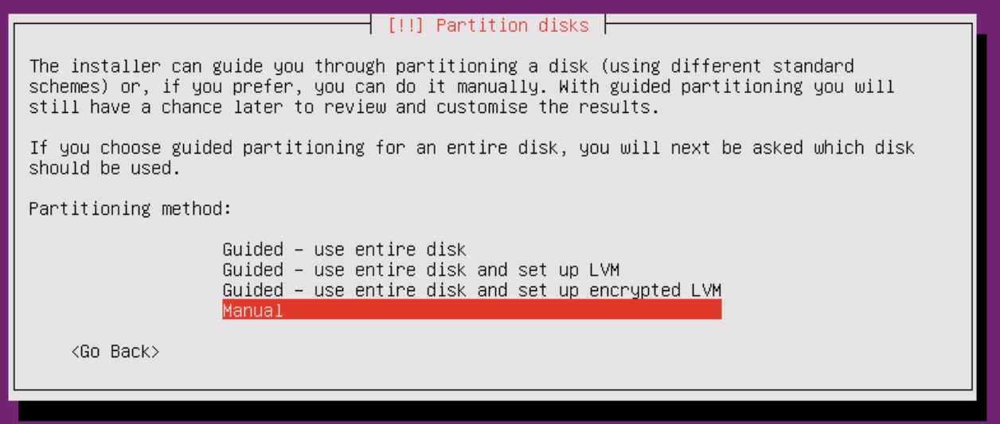 [!!] Partition disks
The installer can guide you through partitioning a disk (using different standard
schemes) or, if you prefer, you can do it manually. With guided partitioning you will
still have a chance later to review and customise the results.
If you choose guided partitioning for an entire disk, you will next be asked which disk
should be used.
Partitioning method:
Guided – use entire disk
Guided – use entire disk and set up LVM
Guided – use entire disk and set up encrypted LVM
Manual
<Go Back>